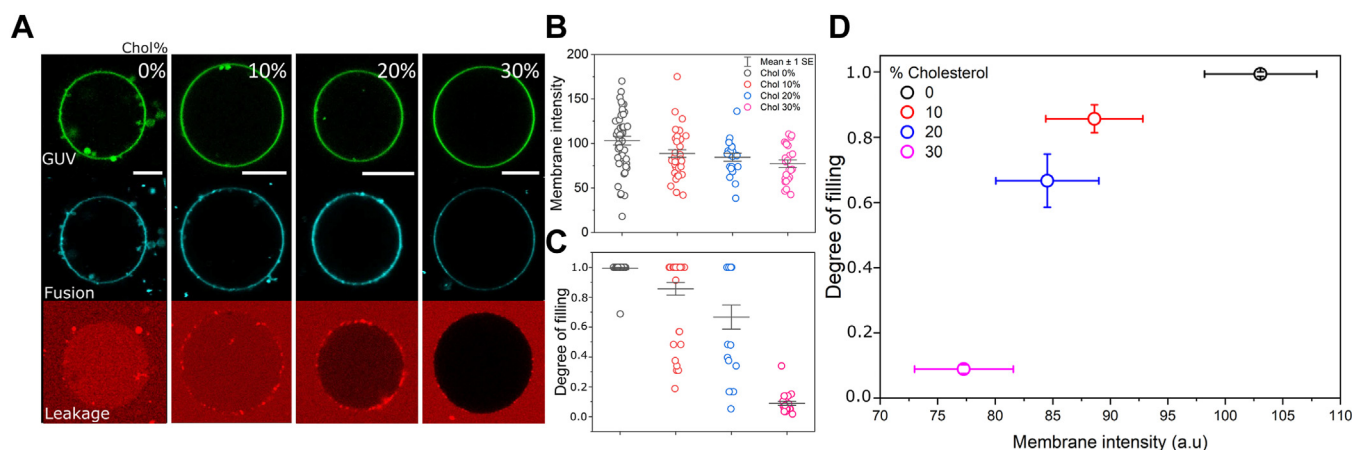 A
Chol%
0%
10%
20%
30%
GUV
Fusion
Leakage
B
Membrane intensity
200
150
100
50
0
Mean ± 1 SE
Chol 0%
Chol 10%
Chol 20%
Chol 30%
C
Degree of filling
1.0
0.8
0.6
0.4
0.2
0.0
D
Degree of filling
1.0
0.8
0.6
0.4
0.2
0.0
% Cholesterol
0
10
20
30
70 75 80 85 90 95 100 105 110
Membrane intensity (a.u)